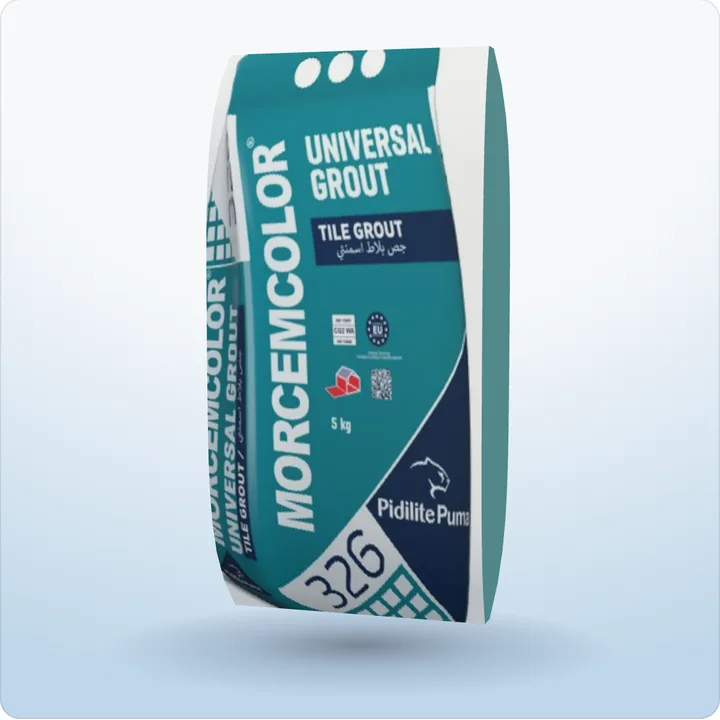 MORCEMCOLOR®
UNIVERSAL
GROUT
TILE GROUT
جص بلاط اسمنتي
CG2 WA
EU
5 kg
PidilitePuma
326
MORCEMCOLOR®
UNIVERSAL GROUT
TILE GROUT /